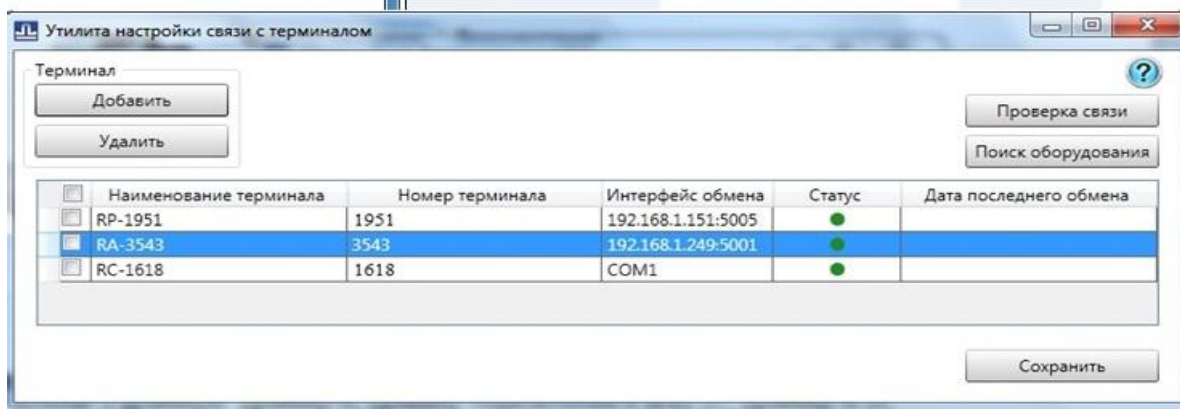 Утилита настройки связи с терминалом
Терминал
?
Добавить
Проверка связи
Удалить
Поиск оборудования
Наименование терминала Номер терминала Интерфейс обмена Статус Дата последнего обмена
RP-1951 1951 192.168.1.151:5005
RA-3543 3543 192.168.1.249:5001
RC-1618 1618 COM1
Сохранить